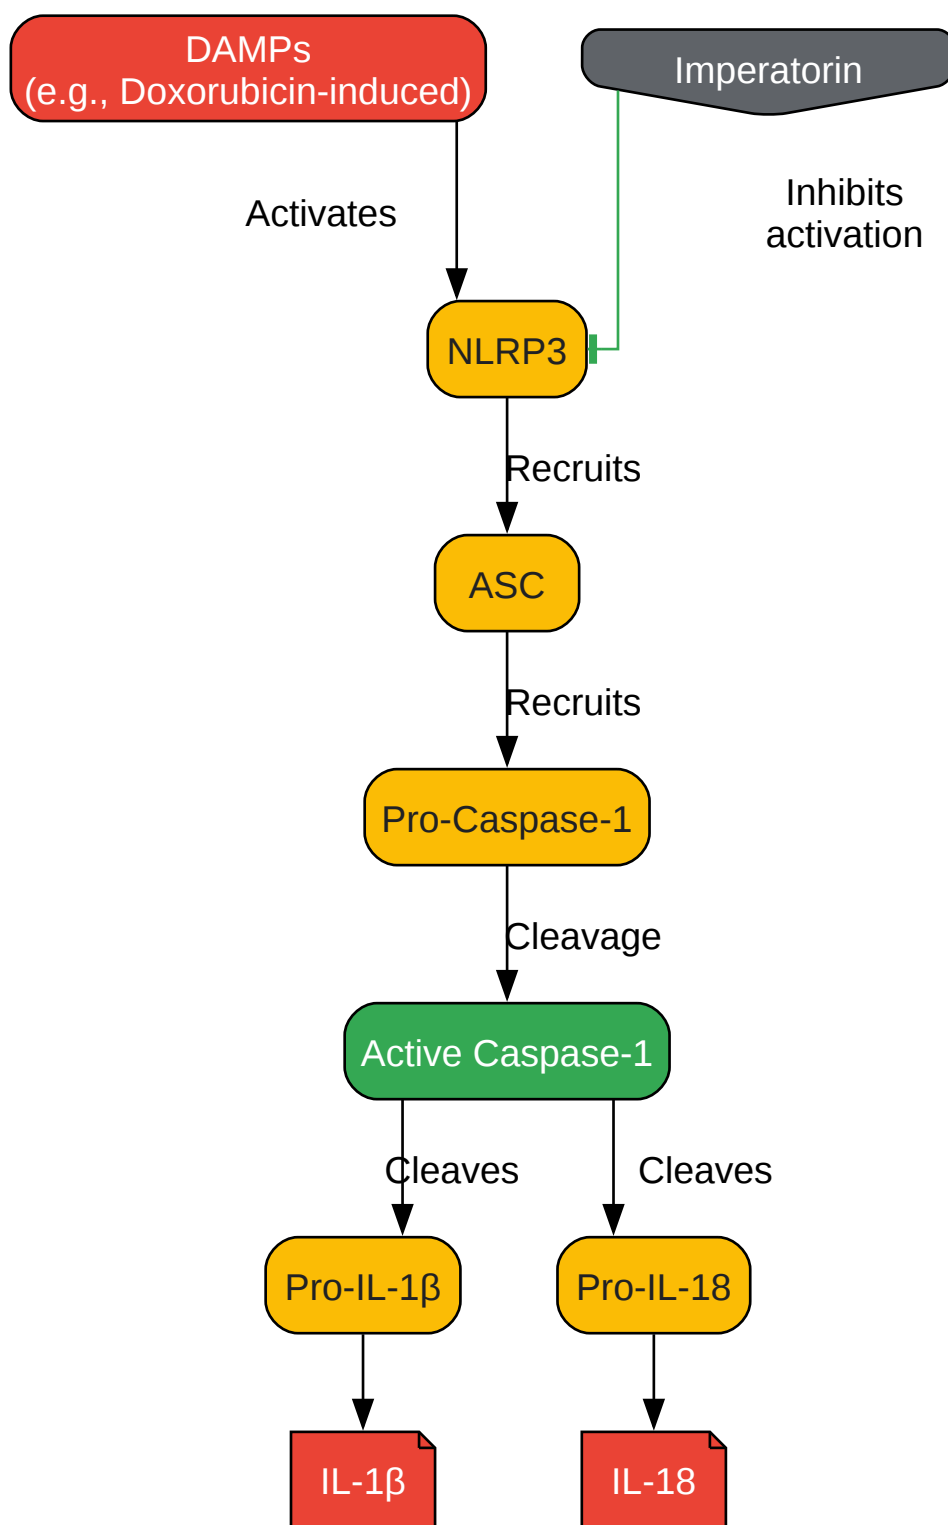 DAMPs
(e.g., Doxorubicin-induced)
Imperatorin
Activates
Inhibits
activation
NLRP3
Recruits
ASC
Recruits
Pro-Caspase-1
Cleavage
Active Caspase-1
Cleaves
Cleaves
Pro-IL-1β
Pro-IL-18
IL-1β
IL-18